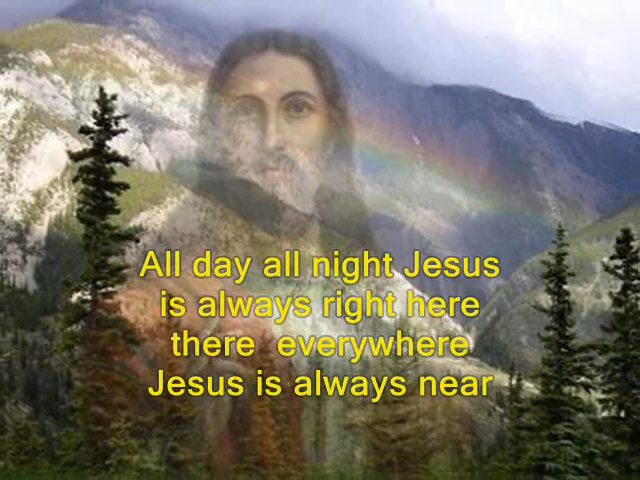 All day all night Jesus
is always right here
there  everywhere
Jesus is always near